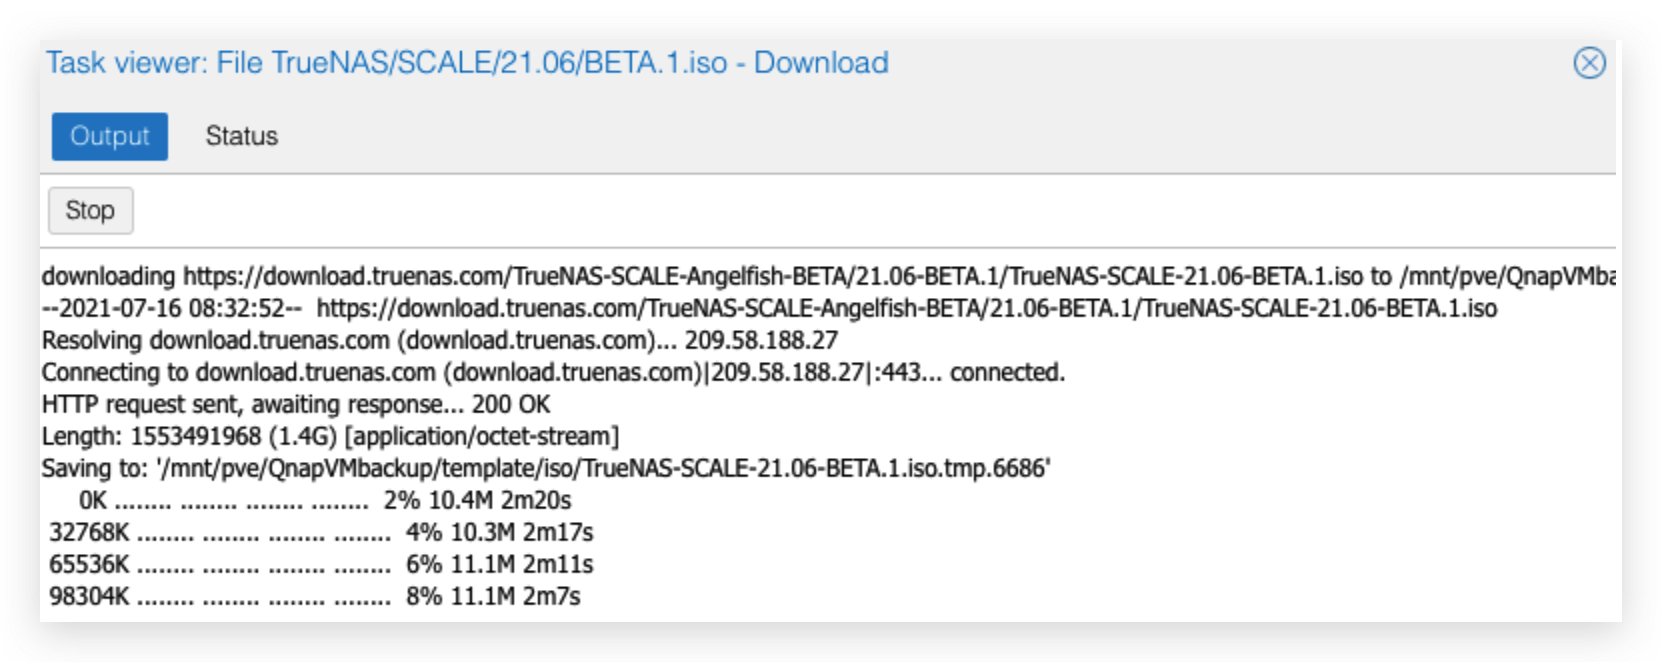 Task viewer: File TrueNAS/SCALE/21.06/BETA.1.iso - Download
Output Status
Stop
downloading https://download.truenas.com/TrueNAS-SCALE-Angelfish-BETA/21.06-BETA.1/TrueNAS-SCALE-21.06-BETA.1.iso to /mnt/pve/QnapVMba
--2021-07-16 08:32:52--  https://download.truenas.com/TrueNAS-SCALE-Angelfish-BETA/21.06-BETA.1/TrueNAS-SCALE-21.06-BETA.1.iso
Resolving download.truenas.com (download.truenas.com)... 209.58.188.27
Connecting to download.truenas.com (download.truenas.com)|209.58.188.27|:443... connected.
HTTP request sent, awaiting response... 200 OK
Length: 1553491968 (1.4G) [application/octet-stream]
Saving to: '/mnt/pve/QnapVMbackup/template/iso/TrueNAS-SCALE-21.06-BETA.1.iso.tmp.6686'
0K ........ ........ ........ ........ 2% 10.4M 2m20s
32768K ........ ........ ........ ........ 4% 10.3M 2m17s
65536K ........ ........ ........ ........ 6% 11.1M 2m11s
98304K ........ ........ ........ ........ 8% 11.1M 2m7s